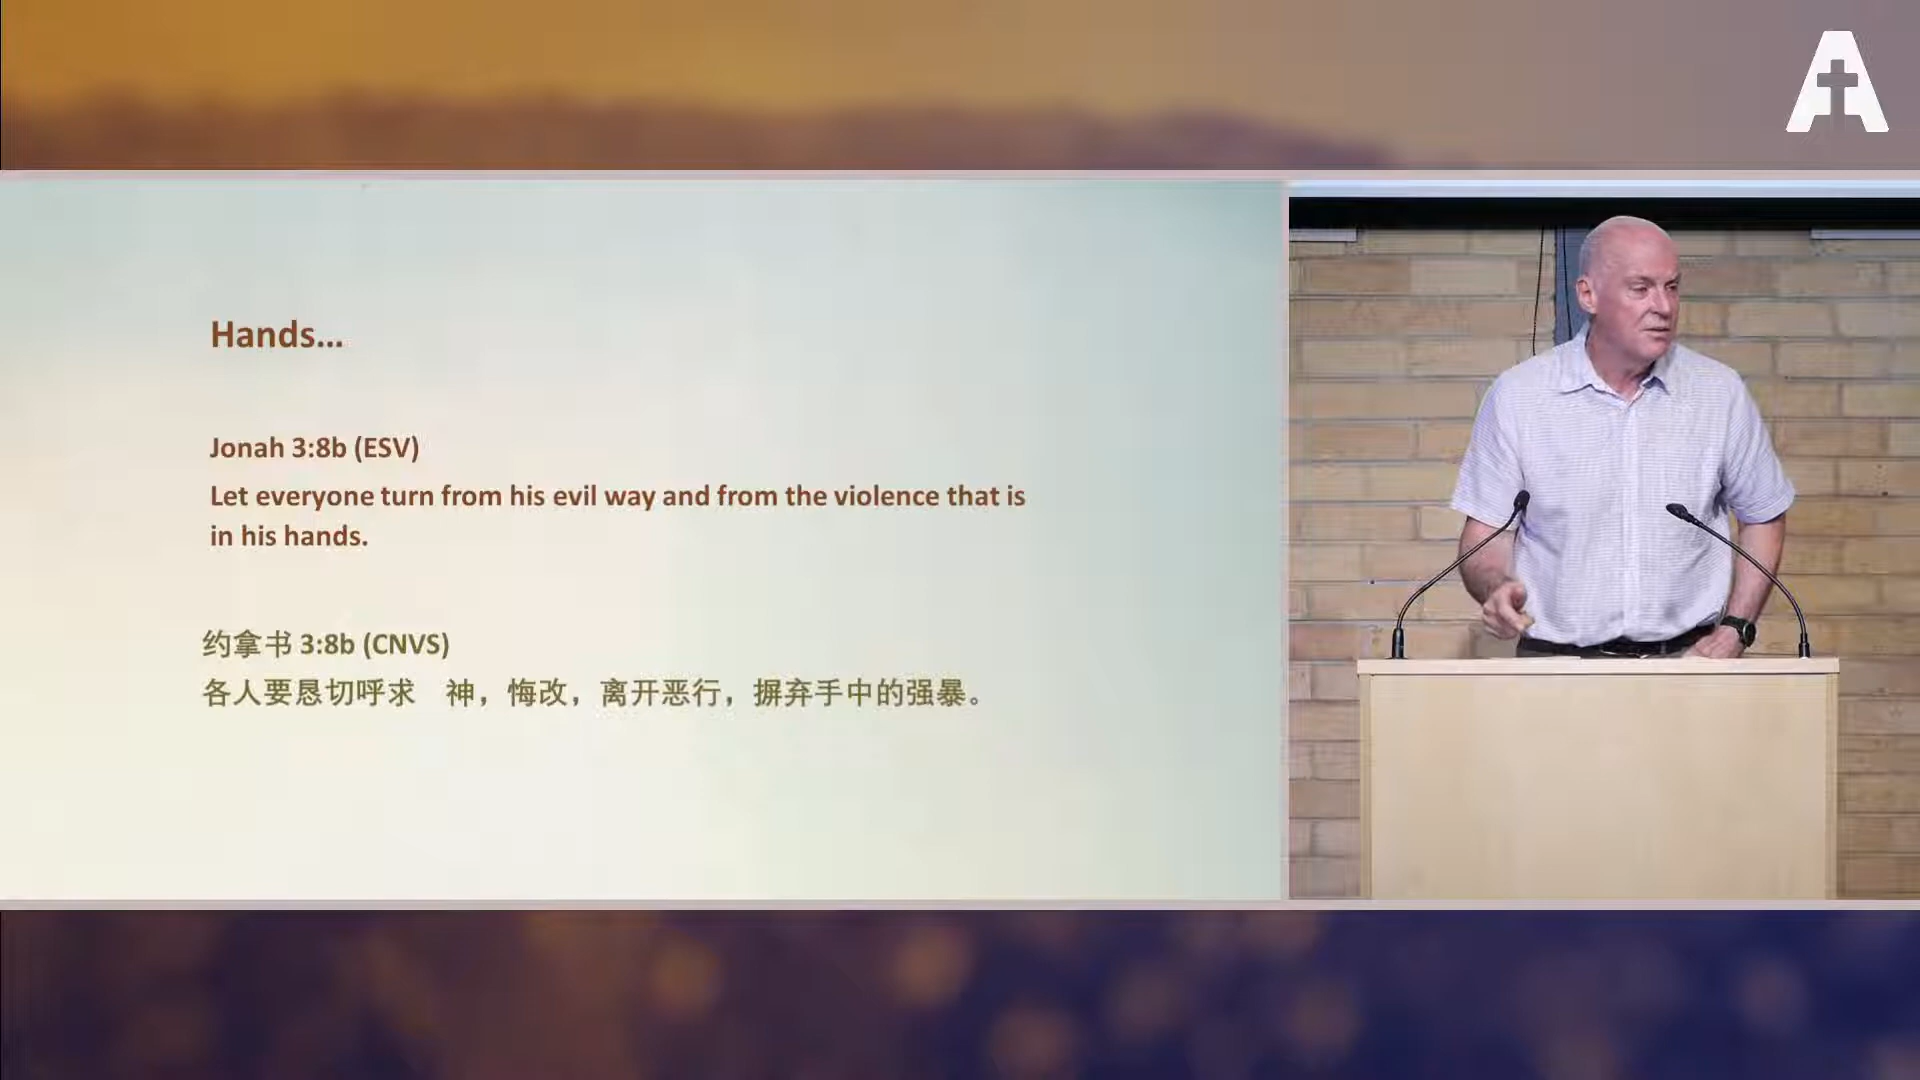 Hands...
Jonah 3:8b (ESV)
Let everyone turn from his evil way and from the violence that is
in his hands.
约拿书 3:8b (CNVS)
各人要恳切呼求　神，悔改，离开恶行，摒弃手中的强暴。
A